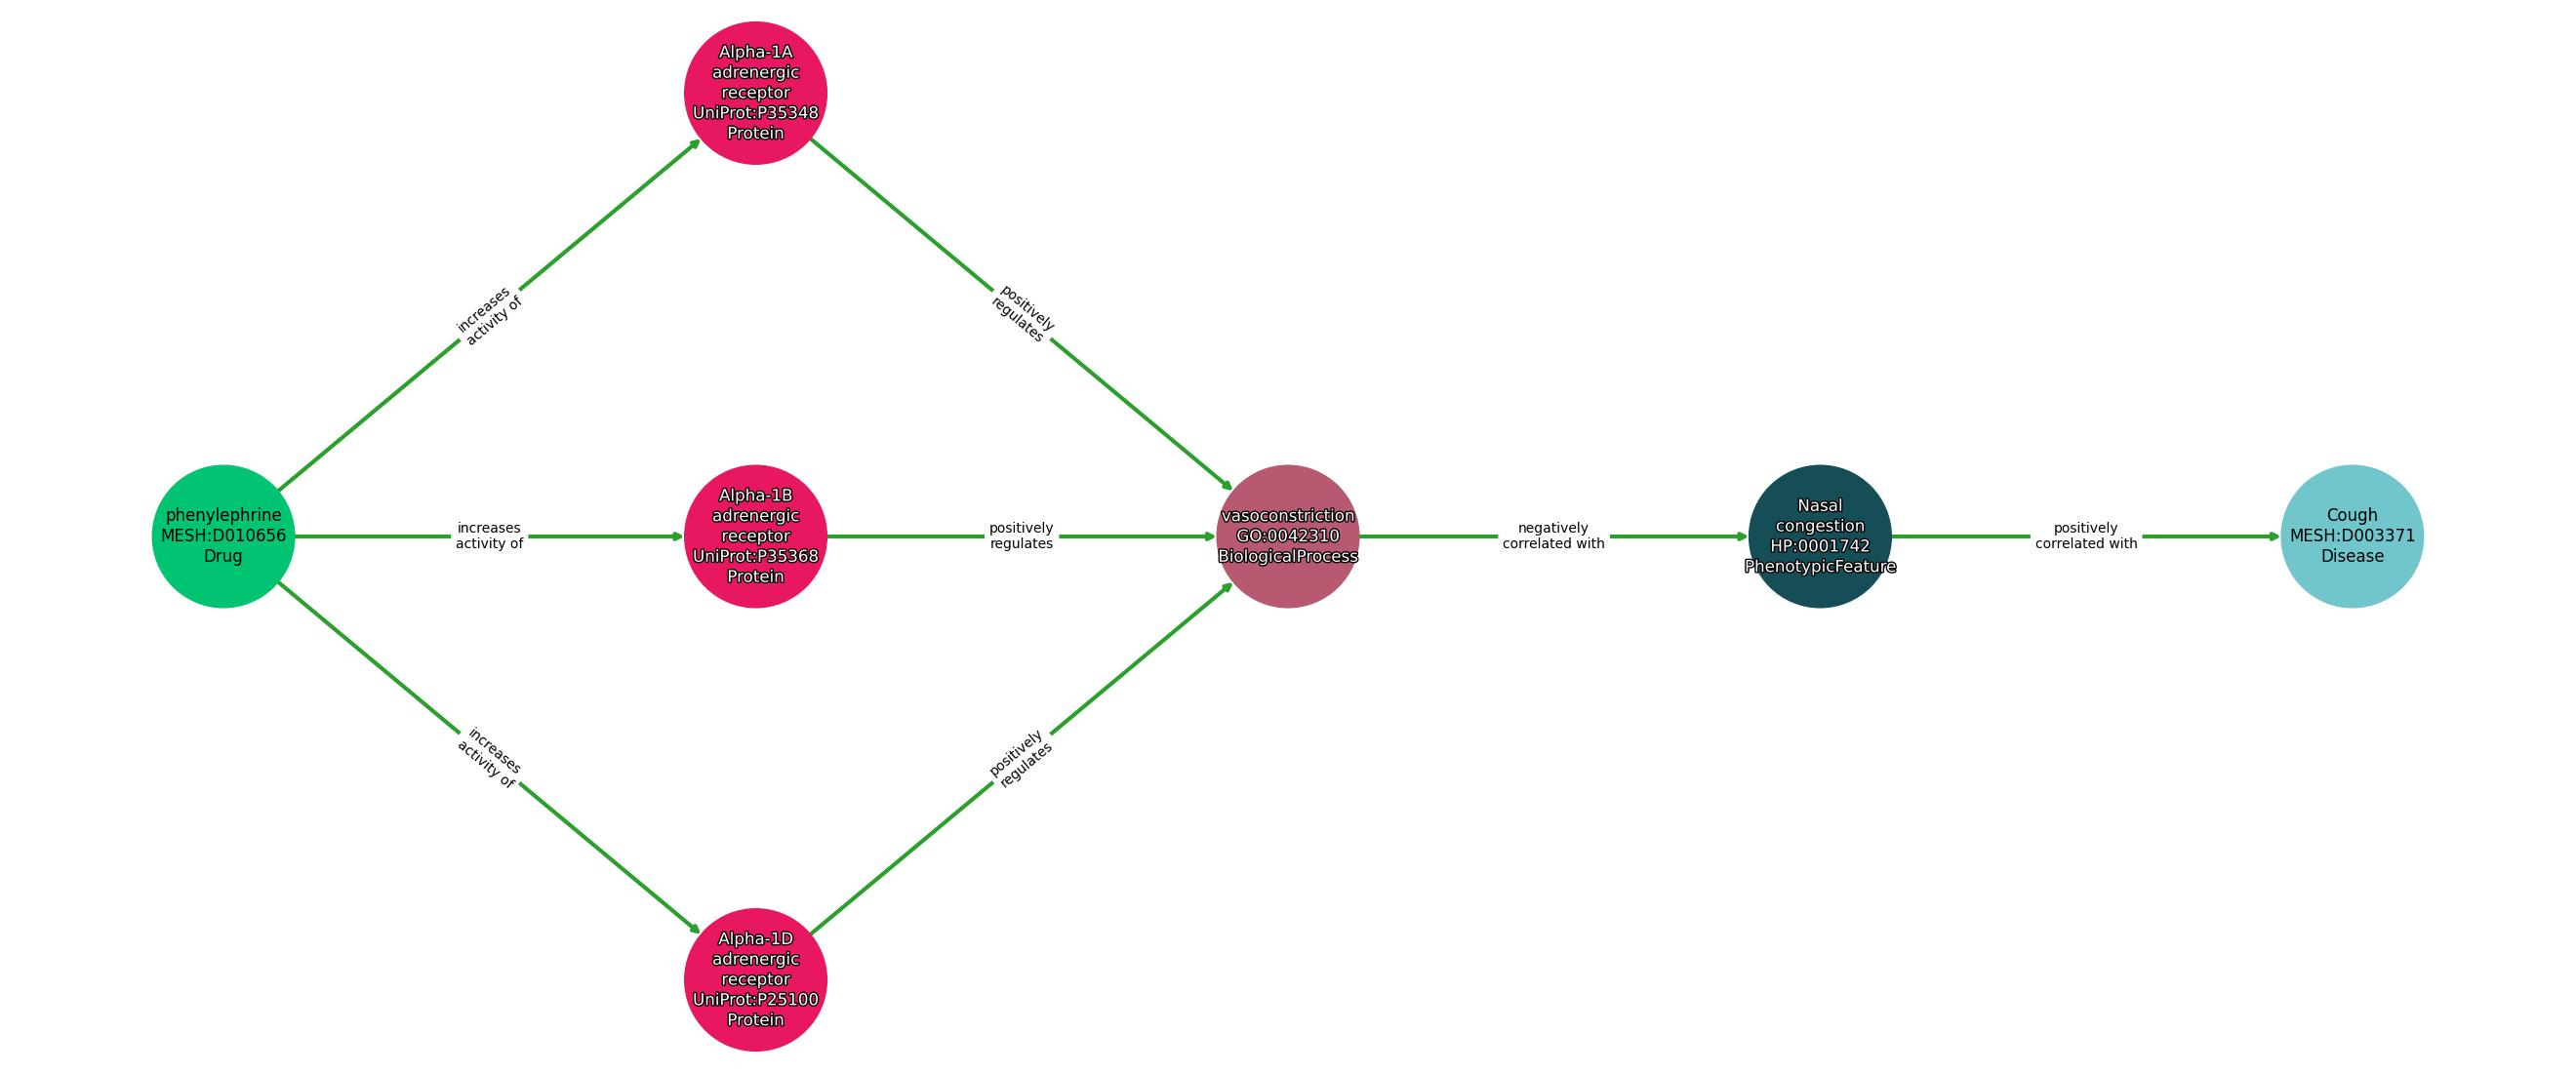 Alpha-1A
adrenergic
receptor
UniProt:P35348
Protein
increases
activity of
positively
regulates
phenylephrine
MESH:D010656
Drug
increases
activity of
Alpha-1B
adrenergic
receptor
UniProt:P35368
Protein
positively
regulates
vasoconstriction
GO:0042310
BiologicalProcess
negatively
correlated with
Nasal
congestion
HP:0001742
PhenotypicFeature
positively
correlated with
Cough
MESH:D003371
Disease
increases
activity of
positively
regulates
Alpha-1D
adrenergic
receptor
UniProt:P25100
Protein